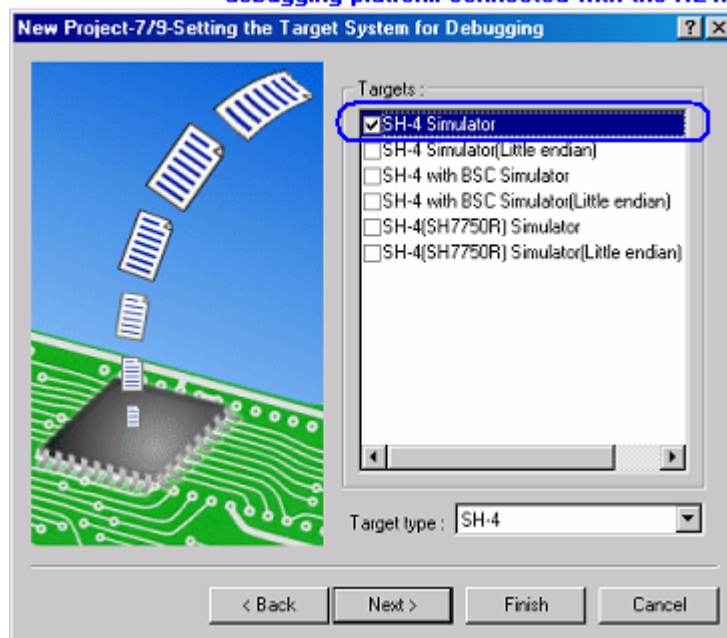 debugging platform connected with the
New Project-7/9-Setting the Target System for Debugging
Targets :
SH-4 Simulator
SH-4 Simulator(Little endian)
SH-4 with BSC Simulator
SH-4 with BSC Simulator(Little endian)
SH-4(SH7750R) Simulator
SH-4(SH7750R) Simulator(Little endian)
Target type : SH-4
< Back Next > Finish Cancel